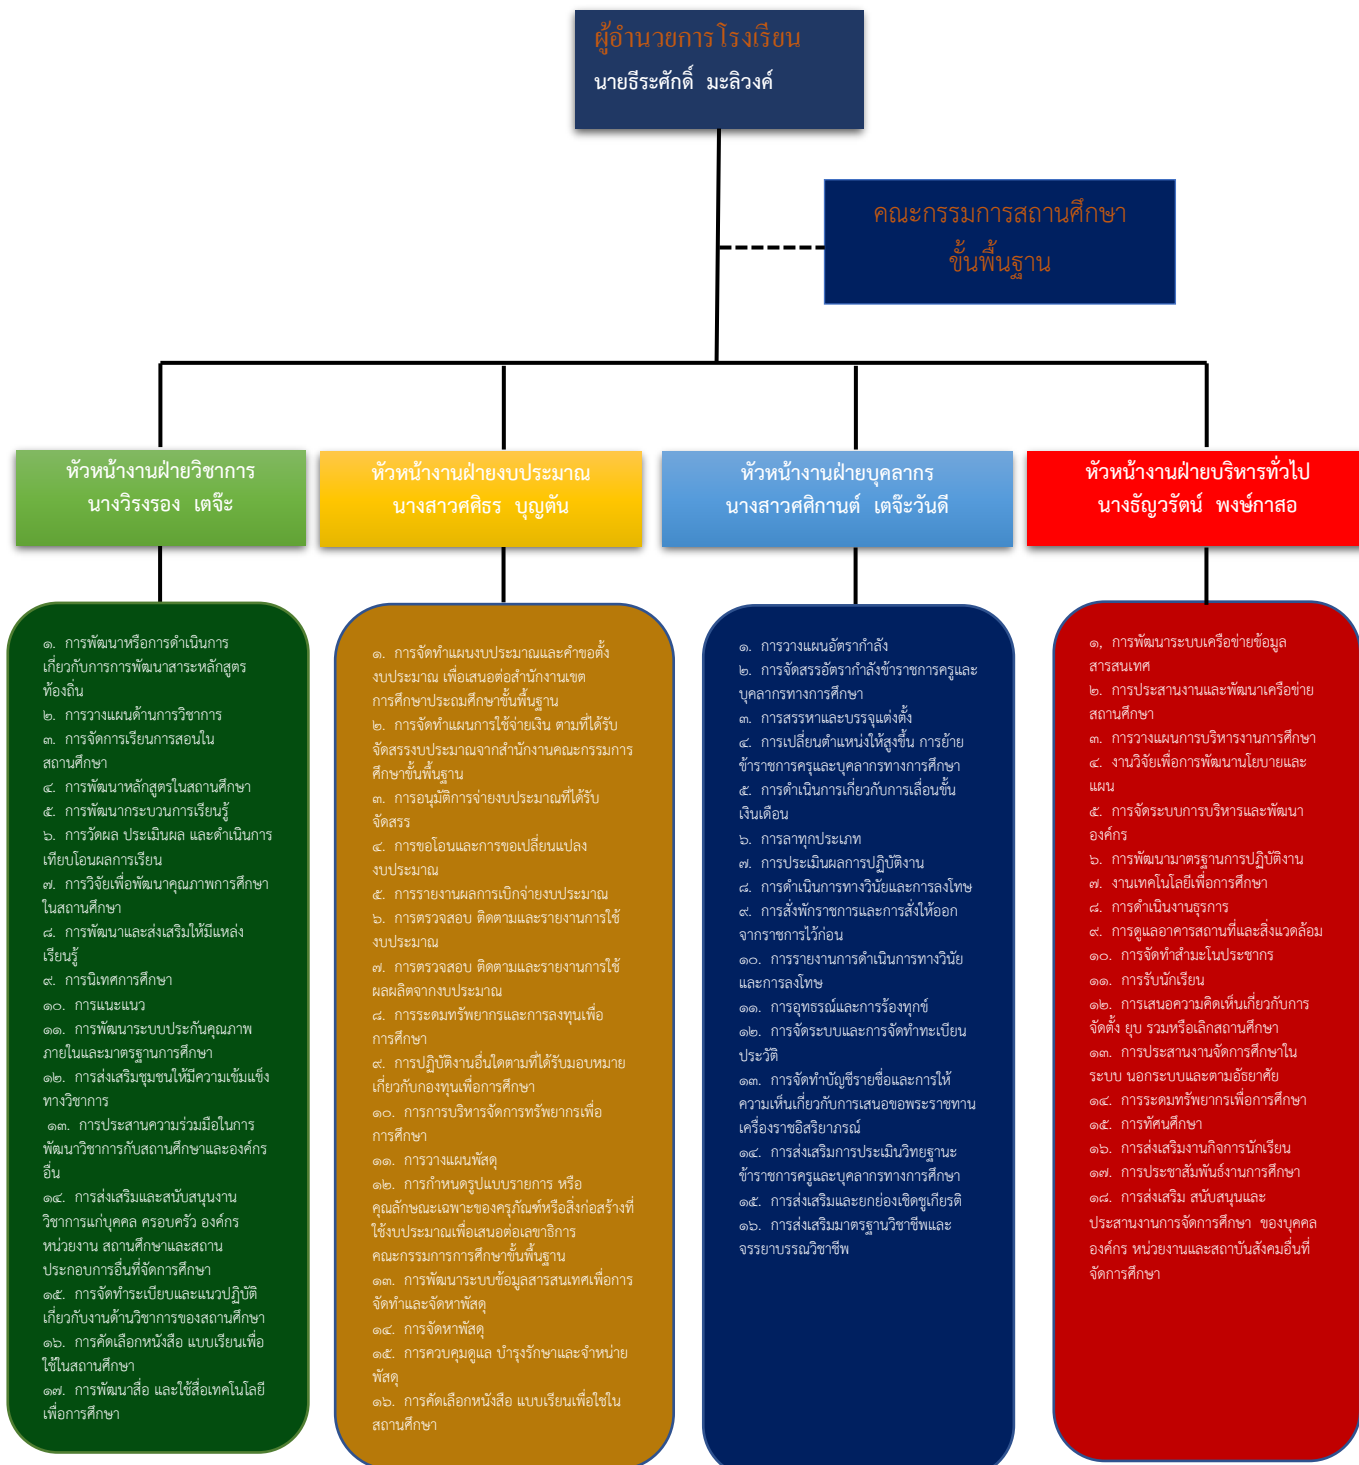 ผู้อำนวยการโรงเรียน
นายธีระศักดิ์ มะลิวงค์
คณะกรรมการสถานศึกษา
ขั้นพื้นฐาน
หัวหน้างานฝ่ายวิชาการ
นางวิรงรอง เตจ๊ะ
หัวหน้างานฝ่ายงบประมาณ
นางสาวศศิธร บุญตัน
หัวหน้างานฝ่ายบุคลากร
นางสาวศศิกานต์ เตจ๊ะวันดี
หัวหน้างานฝ่ายบริหารทั่วไป
นางธัญวรัตน์ พงษ์กาสอ
๑. การพัฒนาหรือการดำเนินการ
เกี่ยวกับการการพัฒนาสาระหลักสูตร
ท้องถิ่น
๒. การวางแผนด้านการวิชาการ
๓. การจัดการเรียนการสอนใน
สถานศึกษา
๔. การพัฒนาหลักสูตรในสถานศึกษา
๕. การพัฒนากระบวนการเรียนรู้
๖. การวัดผล ประเมินผล และดำเนินการ
เทียบโอนผลการเรียน
๗. การวิจัยเพื่อพัฒนาคุณภาพการศึกษา
ในสถานศึกษา
๘. การพัฒนาและส่งเสริมให้มีแหล่ง
เรียนรู้
๙. การนิเทศการศึกษา
๑๐. การแนะแนว
๑๑. การพัฒนาระบบประกันคุณภาพ
ภายในและมาตรฐานการศึกษา
๑๒. การส่งเสริมชุมชนให้มีความเข้มแข็ง
ทางวิชาการ
๑๓. การประสานความร่วมมือในการ
พัฒนาวิชาการกับสถานศึกษาและองค์กร
อื่น
๑๔. การส่งเสริมและสนับสนุนงาน
วิชาการแก่บุคคล ครอบครัว องค์กร
หน่วยงาน สถานศึกษาและสถาน
ประกอบการอื่นที่จัดการศึกษา
๑๕. การจัดทำระเบียบและแนวปฏิบัติ
เกี่ยวกับงานด้านวิชาการของสถานศึกษา
๑๖. การคัดเลือกหนังสือ แบบเรียนเพื่อ
ใช้ในสถานศึกษา
๑๗. การพัฒนาสื่อ และใช้สื่อเทคโนโลยี
เพื่อการศึกษา
๑. การจัดทำแผนงบประมาณและคำขอตั้ง
งบประมาณ เพื่อเสนอต่อสำนักงานเขต
การศึกษาประถมศึกษาขั้นพื้นฐาน
๒. การจัดทำแผนการใช้จ่ายเงิน ตามที่ได้รับ
จัดสรรงบประมาณจากสำนักงานคณะกรรมการ
ศึกษาขั้นพื้นฐาน
๓. การอนุมัติการจ่ายงบประมาณที่ได้รับ
จัดสรร
๔. การขอโอนและการขอเปลี่ยนแปลง
งบประมาณ
๕. การรายงานผลการเบิกจ่ายงบประมาณ
๖. การตรวจสอบ ติดตามและรายงานการใช้
งบประมาณ
๗. การตรวจสอบ ติดตามและรายงานการใช้
ผลผลิตจากงบประมาณ
๘. การระดมทรัพยากรและการลงทุนเพื่อ
การศึกษา
๙. การปฏิบัติงานอื่นใดตามที่ได้รับมอบหมาย
เกี่ยวกับกองทุนเพื่อการศึกษา
๑๐. การการบริหารจัดการทรัพยากรเพื่อ
การศึกษา
๑๑. การวางแผนพัสดุ
๑๒. การกำหนดรูปแบบรายการ หรือ
คุณลักษณะเฉพาะของครุภัณฑ์หรือสิ่งก่อสร้างที่
ใช้งบประมาณเพื่อเสนอต่อเลขาธิการ
คณะกรรมการการศึกษาขั้นพื้นฐาน
๑๓. การพัฒนาระบบข้อมูลสารสนเทศเพื่อการ
จัดทำและจัดหาพัสดุ
๑๔. การจัดหาพัสดุ
๑๕. การควบคุมดูแล บำรุงรักษาและจำหน่าย
พัสดุ
๑๖. การคัดเลือกหนังสือ แบบเรียนเพื่อใช้ใน
สถานศึกษา
๑. การวางแผนอัตรากำลัง
๒. การจัดสรรอัตรากำลังข้าราชการครูและ
บุคลากรทางการศึกษา
๓. การสรรหาและบรรจุแต่งตั้ง
๔. การเปลี่ยนตำแหน่งให้สูงขึ้น การย้าย
ข้าราชการครุและบุคลากรทางการศึกษา
๕. การดำเนินการเกี่ยวกับการเลื่อนขั้น
เงินเดือน
๖. การลาทุกประเภท
๗. การประเมินผลการปฏิบัติงาน
๘. การดำเนินการทางวินัยและการลงโทษ
๙. การสั่งพักราชการและการสั่งให้ออก
จากราชการไว้ก่อน
๑๐. การรายงานการดำเนินการทางวินัย
และการลงโทษ
๑๑. การอุทธรณ์และการร้องทุกข์
๑๒. การจัดระบบและการจัดทำทะเบียน
ประวัติ
๑๓. การจัดทำบัญชีรายชื่อและการให้
ความเห็นเกี่ยวกับการเสนอขอพระราชทาน
เครื่องราชอิสริยาภรณ์
๑๔. การส่งเสริมการประเมินวิทยฐานะ
ข้าราชการครูและบุคลากรทางการศึกษา
๑๕. การส่งเสริมและยกย่องเชิดชูเกียรติ
๑๖. การส่งเสริมมาตรฐานวิชาชีพและ
จรรยาบรรณวิชาชีพ
๑, การพัฒนาระบบเครือข่ายข้อมูล
สารสนเทศ
๒. การประสานงานและพัฒนาเครือข่าย
สถานศึกษา
๓. การวางแผนการบริหารงานการศึกษา
๔. งานวิจัยเพื่อการพัฒนานโยบายและ
แผน
๕. การจัดระบบการบริหารและพัฒนา
องค์กร
๖. การพัฒนามาตรฐานการปฏิบัติงาน
๗. งานเทคโนโลยีเพื่อการศึกษา
๘. การดำเนินงานธุรการ
๙. การดูแลอาคารสถานที่และสิ่งแวดล้อม
๑๐. การจัดทำสำมะโนประชากร
๑๑. การรับนักเรียน
๑๒. การเสนอความคิดเห็นเกี่ยวกับการ
จัดตั้ง ยุบ รวมหรือเลิกสถานศึกษา
๑๓. การประสานงานจัดการศึกษาใน
ระบบ นอกระบบและตามอัธยาศัย
๑๔. การระดมทรัพยากรเพื่อการศึกษา
๑๕. การทัศนศึกษา
๑๖. การส่งเสริมงานกิจการนักเรียน
๑๗. การประชาสัมพันธ์งานการศึกษา
๑๘. การส่งเสริม สนับสนุนและ
ประสานงานการจัดการศึกษา ของบุคคล
องค์กร หน่วยงานและสถาบันสังคมอื่นที่
จัดการศึกษา